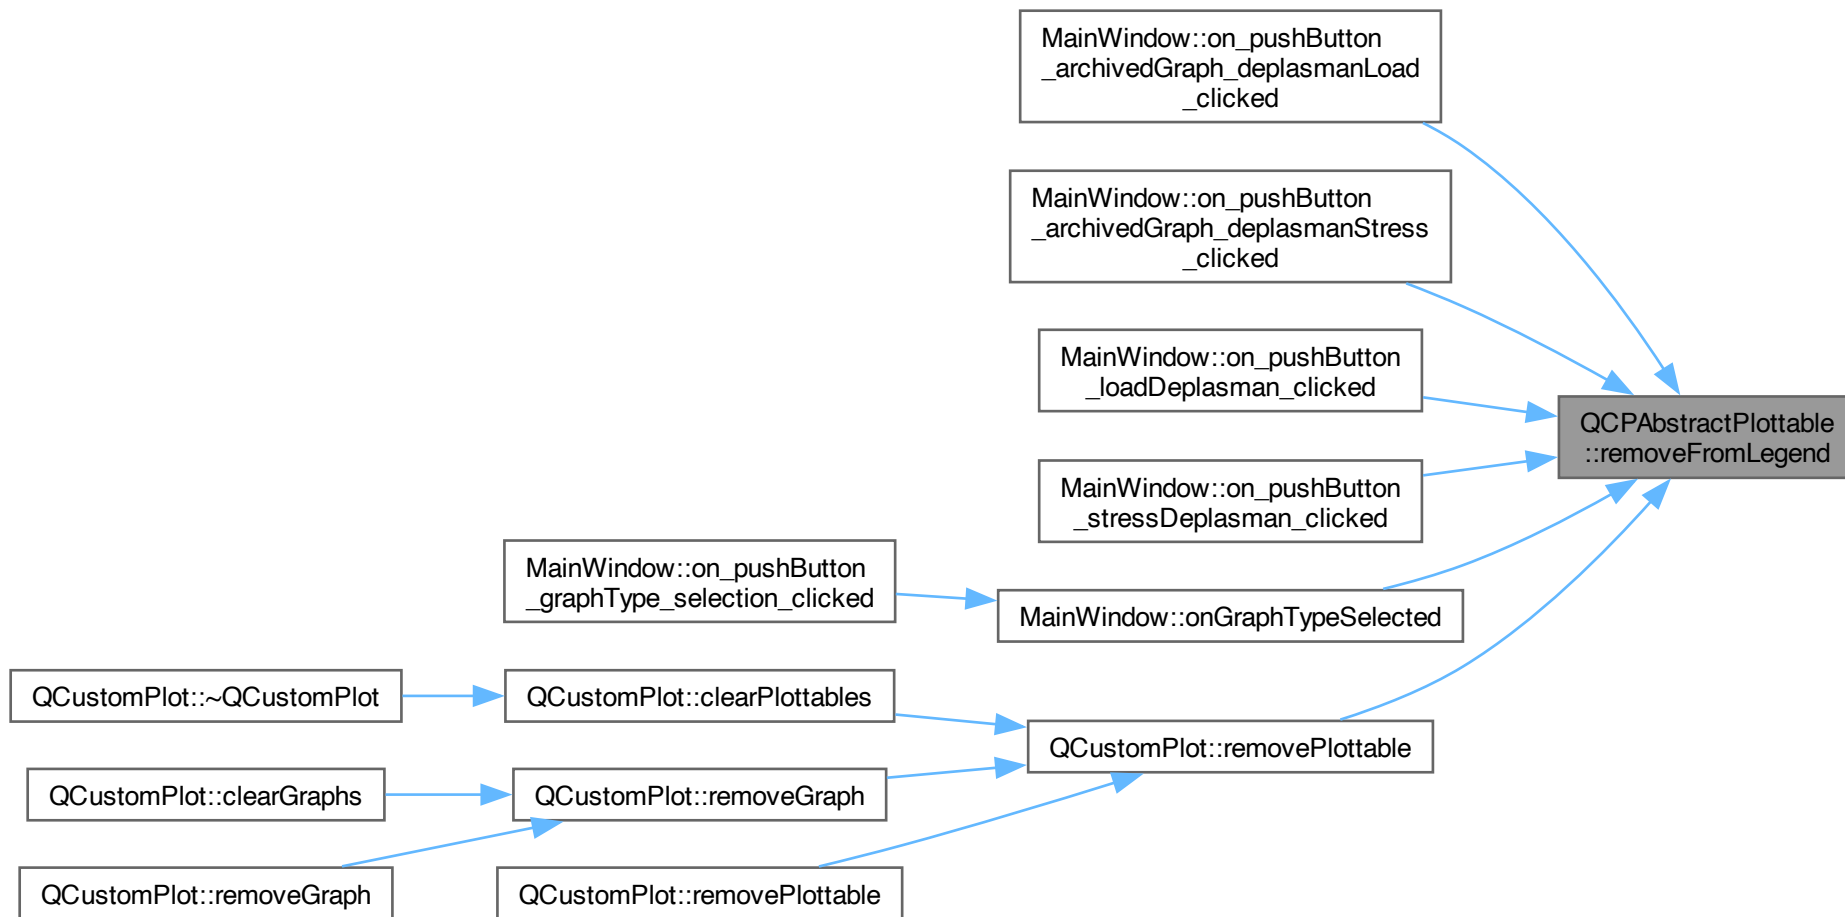 MainWindow::on_pushButton
_archivedGraph_deplasmanLoad
_clicked
MainWindow::on_pushButton
_archivedGraph_deplasmanStress
_clicked
MainWindow::on_pushButton
_loadDeplasman_clicked
QCPAbstractPlottable
::removeFromLegend
MainWindow::on_pushButton
_stressDeplasman_clicked
MainWindow::on_pushButton
_graphType_selection_clicked
MainWindow::onGraphTypeSelected
QCustomPlot::~QCustomPlot
QCustomPlot::clearPlottables
QCustomPlot::removePlottable
QCustomPlot::clearGraphs
QCustomPlot::removeGraph
QCustomPlot::removeGraph
QCustomPlot::removePlottable